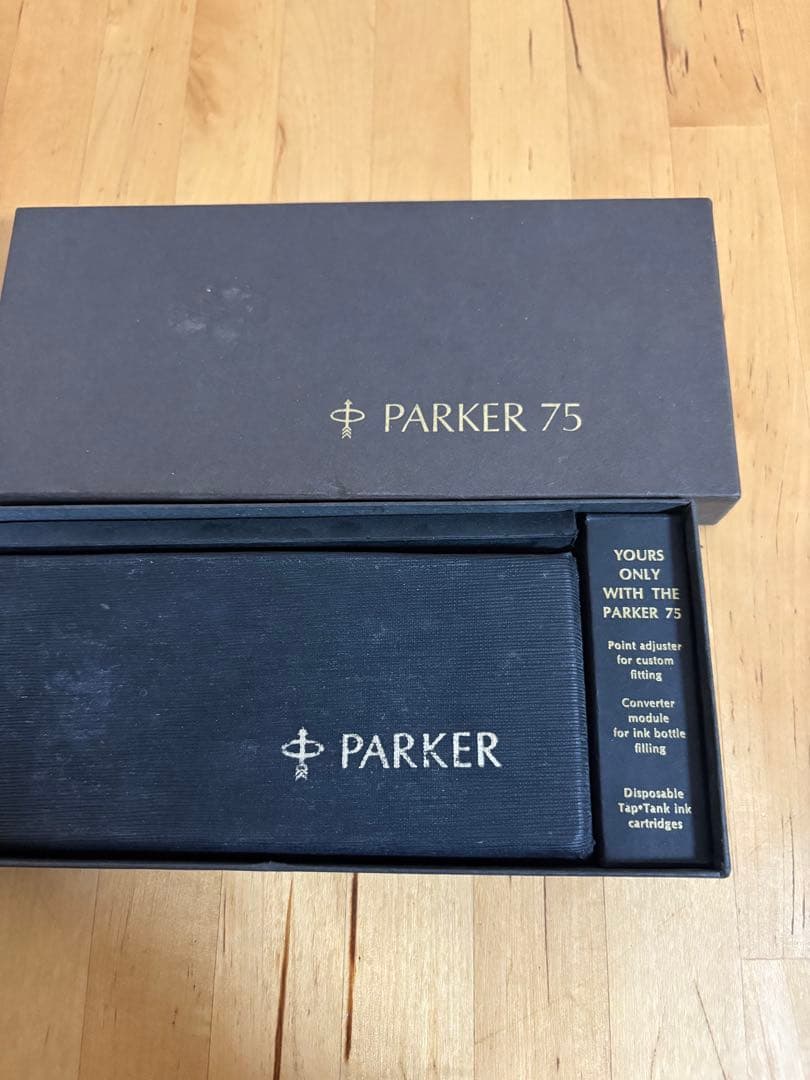 PARKER 75
YOURS
ONLY
WITH THE
PARKER 75
Point adjuster
for custom
fitting
Converter
module
for ink bottle
filling
Disposable
Tap•Tank ink
cartridges
PARKER